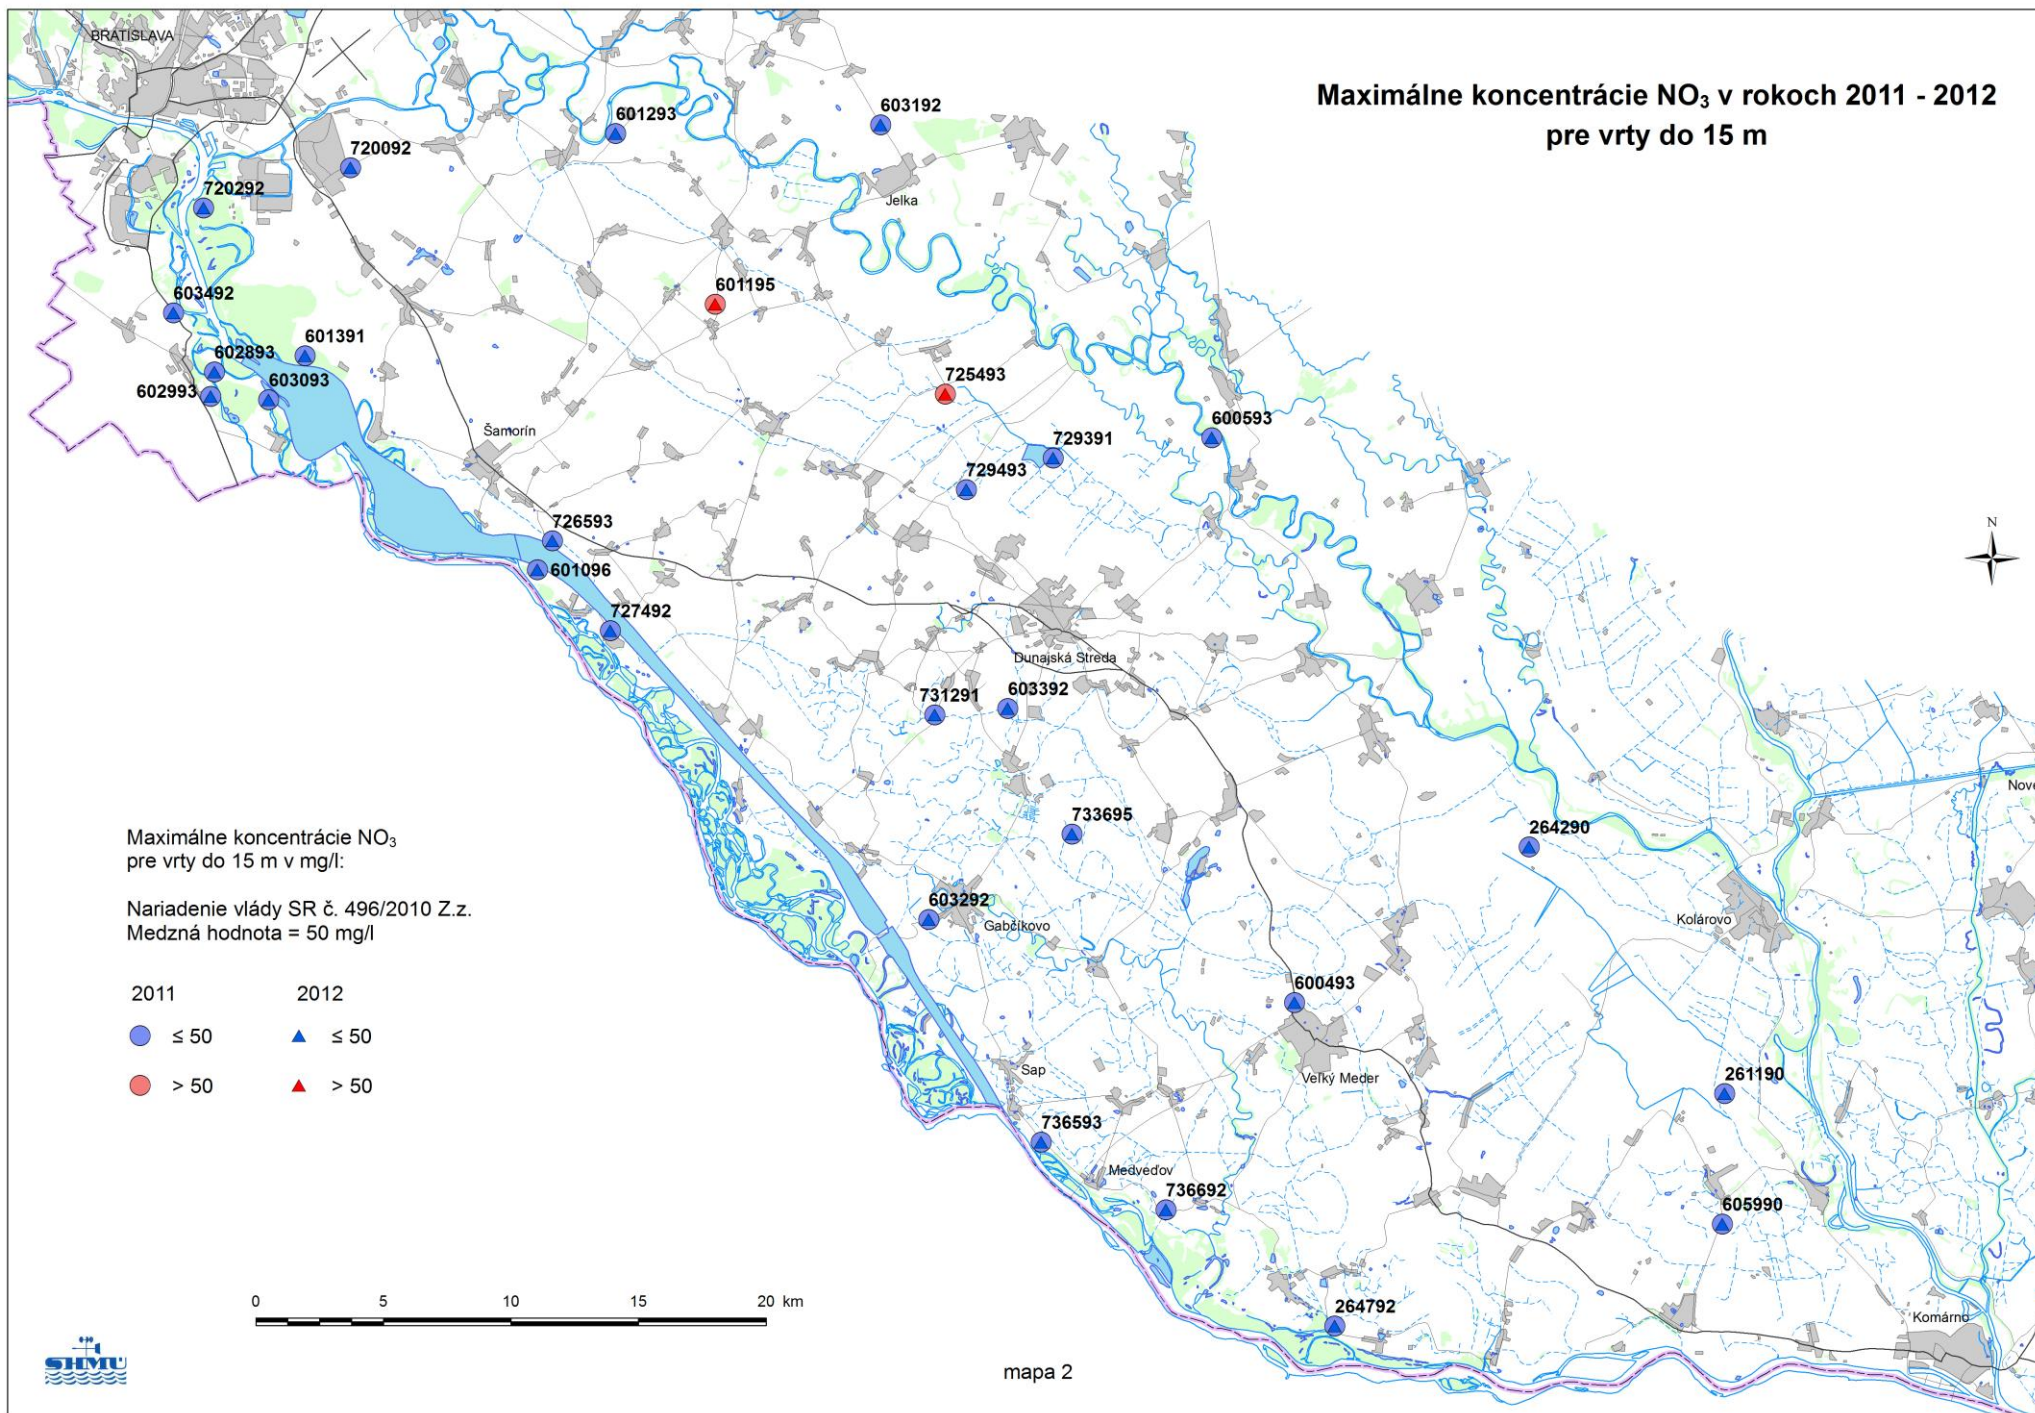 BRATISLAVA
Maximálne koncentrácie NO₃ v rokoch 2011 - 2012
pre vrty do 15 m
603192
601293
720092
720292
Jelka
601195
603492
601391
602893
603093
602993
725493
600593
Šamorín
729391
729493
N
726593
601096
727492
Dunajská Streda
731291
603392
Nové
733695
264290
Maximálne koncentrácie NO₃
pre vrty do 15 m v mg/l:
Nariadenie vlády SR č. 496/2010 Z.z.
Medzná hodnota = 50 mg/l
603292
Gabčíkovo
Kolárovo
2011 2012
≤ 50 ≤ 50
> 50 > 50
600493
Veľký Meder
Sap
261190
736593
Medveďov
736692
605990
0 5 10 15 20 km
264792
Komárno
SHMÚ
mapa 2